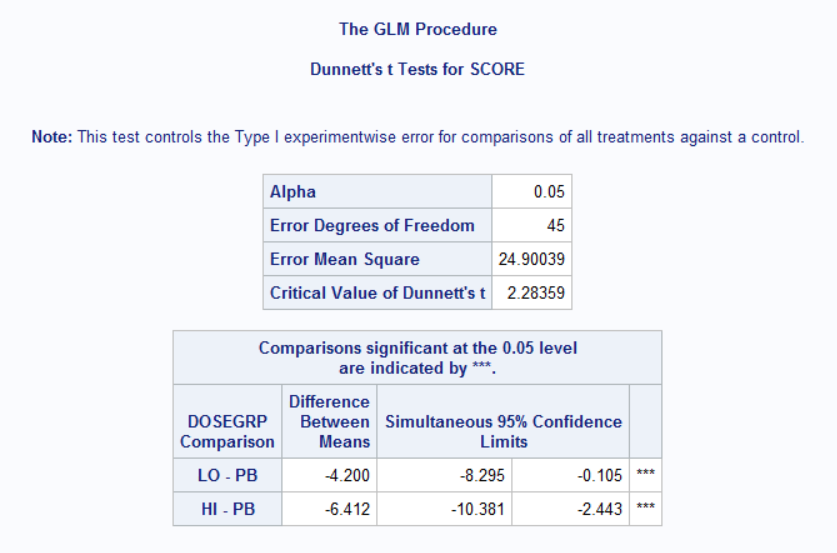 The GLM Procedure
Dunnett's t Tests for SCORE
Note: This test controls the Type I experimentwise error for comparisons of all treatments against a control.
Alpha 0.05
Error Degrees of Freedom 45
Error Mean Square 24.90039
Critical Value of Dunnett's t 2.28359
Comparisons significant at the 0.05 level
are indicated by ***.
DOSEGRP
Comparison
Difference
Between
Means
Simultaneous 95% Confidence
Limits
LO - PB -4.200 -8.295 -0.105 ***
HI - PB -6.412 -10.381 -2.443 ***